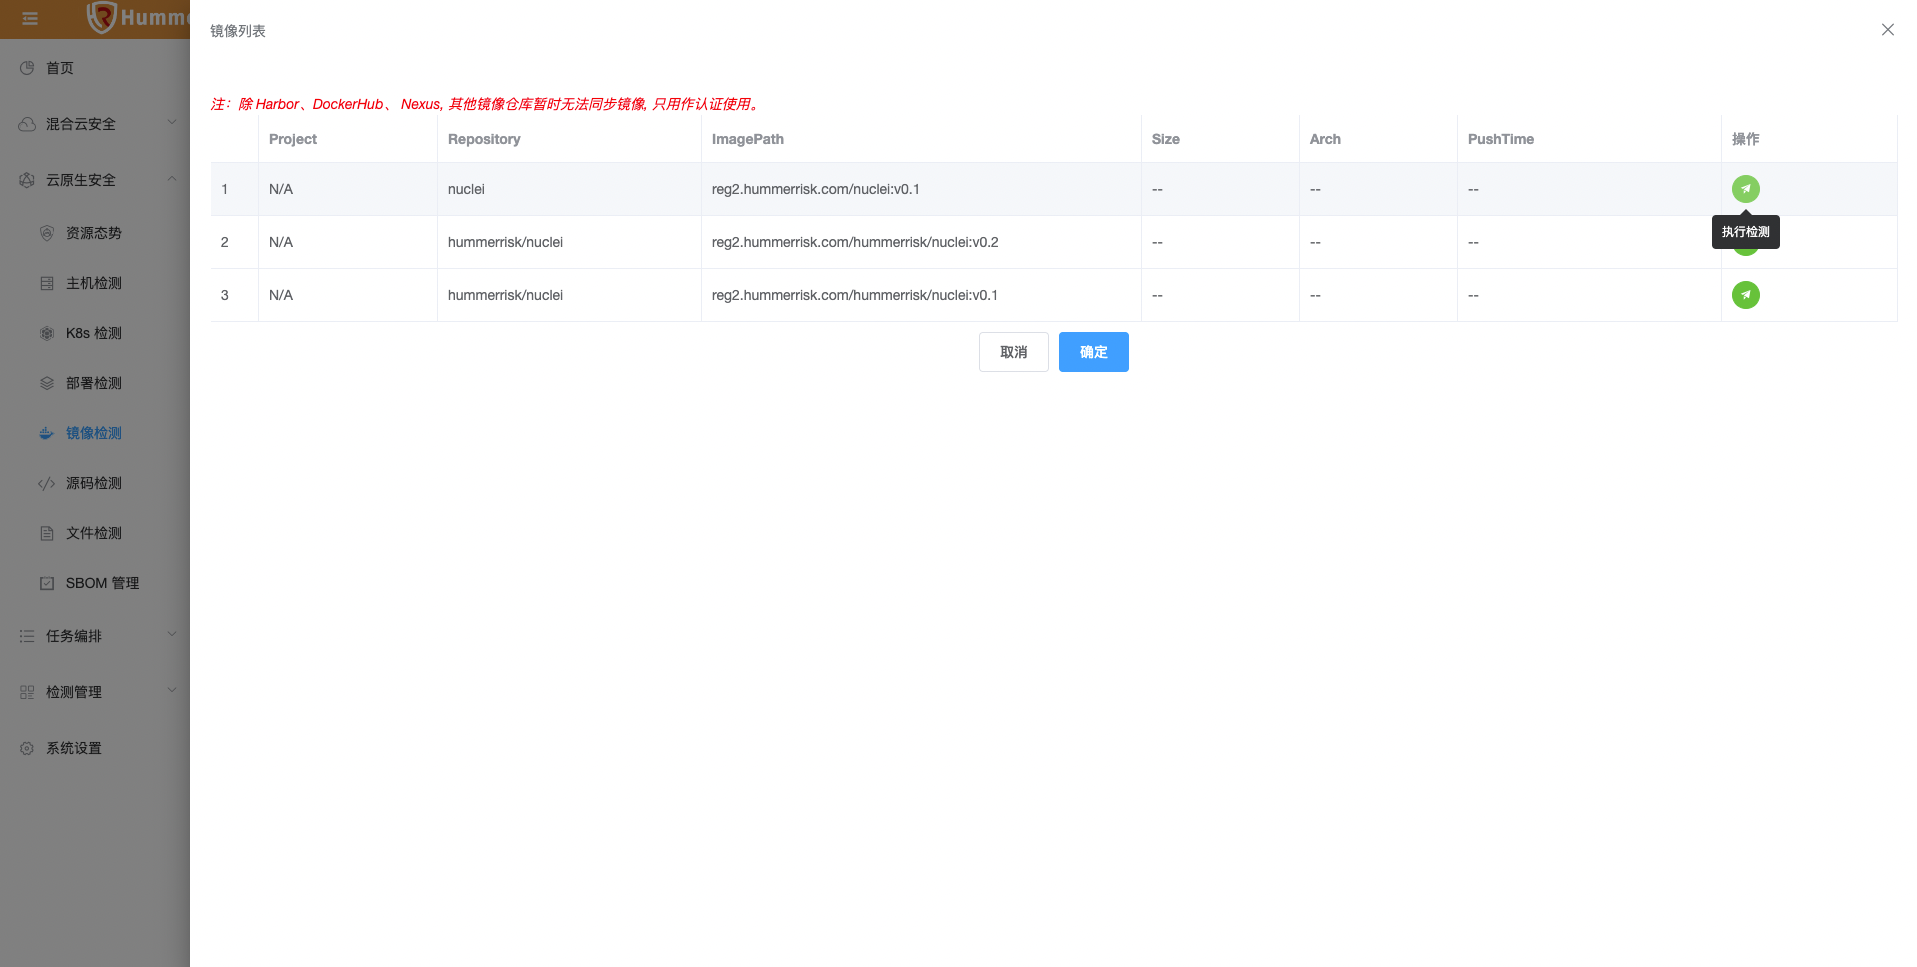 Humme
首页
混合云安全
云原生安全
资源态势
主机检测
K8s 检测
部署检测
镜像检测
源码检测
文件检测
SBOM 管理
任务编排
检测管理
系统设置
镜像列表
注：除 Harbor、DockerHub、 Nexus, 其他镜像仓库暂时无法同步镜像, 只用作认证使用。
Project Repository ImagePath Size Arch PushTime 操作
1 N/A nuclei reg2.hummerrisk.com/nuclei:v0.1 -- -- --
执行检测
2 N/A hummerrisk/nuclei reg2.hummerrisk.com/hummerrisk/nuclei:v0.2 -- -- --
3 N/A hummerrisk/nuclei reg2.hummerrisk.com/hummerrisk/nuclei:v0.1 -- -- --
取消 确定